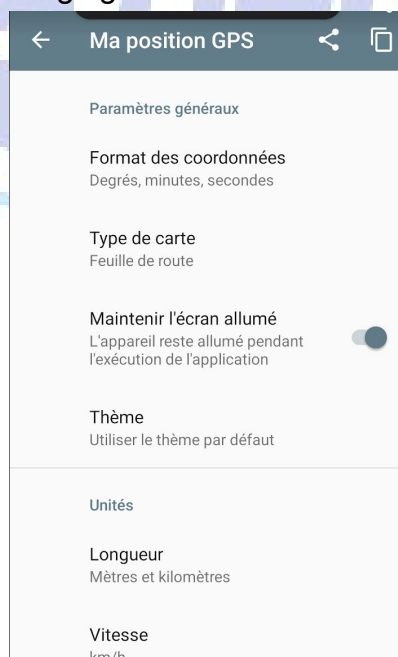 Ma position GPS
Paramètres généraux
Format des coordonnées
Degrés, minutes, secondes
Type de carte
Feuille de route
Maintenir l'écran allumé
L'appareil reste allumé pendant
l'exécution de l'application
Thème
Utiliser le thème par défaut
Unités
Longueur
Mètres et kilomètres
Vitesse
km/h